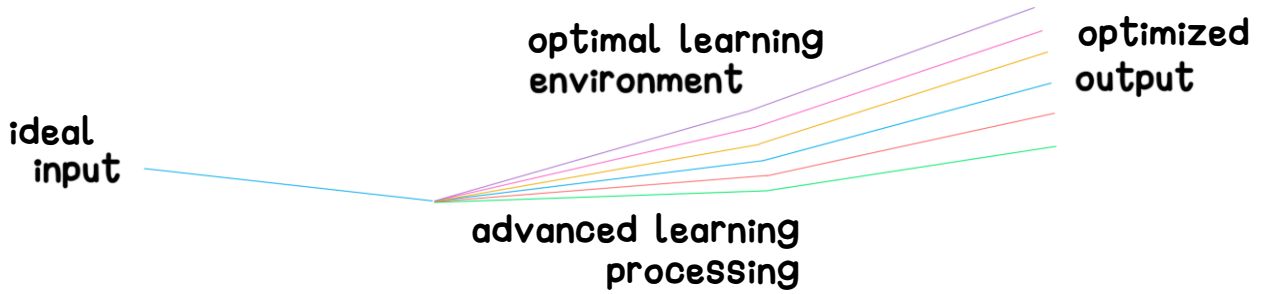 ideal
input
optimal learning
environment
advanced learning
processing
optimized
output